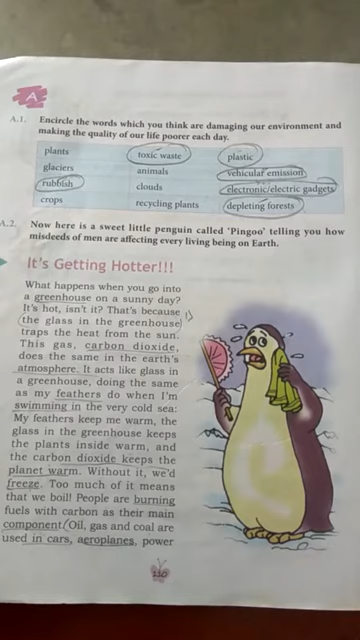 A
A.1. Encircle the words which you think are damaging our environment and
making the quality of our life poorer each day.
plants toxic waste plastic
glaciers animals vehicular emission
rubbish clouds electronic/electric gadgets
crops recycling plants depleting forests
A.2. Now here is a sweet little penguin called 'Pingoo' telling you how
misdeeds of men are affecting every living being on Earth.
It's Getting Hotter!!!
What happens when you go into
a greenhouse on a sunny day?
It's hot, isn't it? That's because
(the glass in the greenhouse)
traps the heat from the sun.
This gas, carbon dioxide,
does the same in the earth's
atmosphere. It acts like glass in
a greenhouse, doing the same
as my feathers do when I'm
swimming in the very cold sea:
My feathers keep me warm, the
glass in the greenhouse keeps
the plants inside warm, and
the carbon dioxide keeps the
planet warm. Without it, we'd
freeze. Too much of it means
that we boil! People are burning
fuels with carbon as their main
component. Oil, gas and coal are
used in cars, aeroplanes, power
110